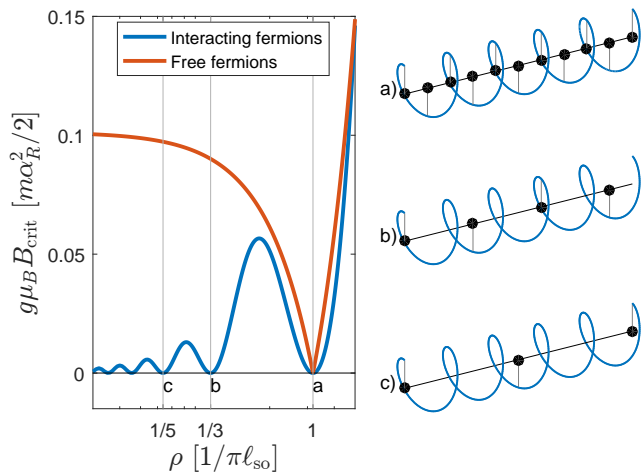 0.15
Interacting fermions
Free fermions
0.1
0.05
0
gμ_B B_crit [mα_R^2/2]
c
b
a
1/5
1/3
1
ρ [1/πℓ_so]
a)
b)
c)